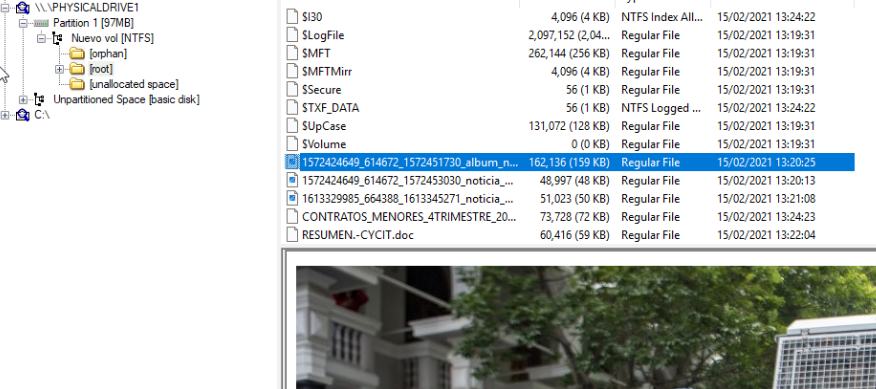 \\.\PHYSICALDRIVE1
Partition 1 [97MB]
Nuevo vol [NTFS]
[orphan]
[root]
[unallocated space]
Unpartitioned Space [basic disk]
C:\
$I30 4,096 (4 KB) NTFS Index All... 15/02/2021 13:24:22
$LogFile 2,097,152 (2,04... Regular File 15/02/2021 13:19:31
$MFT 262,144 (256 KB) Regular File 15/02/2021 13:19:31
$MFTMirr 4,096 (4 KB) Regular File 15/02/2021 13:19:31
$Secure 56 (1 KB) Regular File 15/02/2021 13:19:31
$TXF_DATA 56 (1 KB) NTFS Logged ... 15/02/2021 13:24:22
$UpCase 131,072 (128 KB) Regular File 15/02/2021 13:19:31
$Volume 0 (0 KB) Regular File 15/02/2021 13:19:31
1572424649_614672_1572451730_album_n... 162,136 (159 KB) Regular File 15/02/2021 13:20:25
1572424649_614672_1572453030_noticia_... 48,997 (48 KB) Regular File 15/02/2021 13:20:13
1613329985_664388_1613345271_noticia_... 51,023 (50 KB) Regular File 15/02/2021 13:21:08
CONTRATOS_MENORES_4TRIMESTRE_20... 73,728 (72 KB) Regular File 15/02/2021 13:24:23
RESUMEN.-CYCIT.doc 60,416 (59 KB) Regular File 15/02/2021 13:22:04